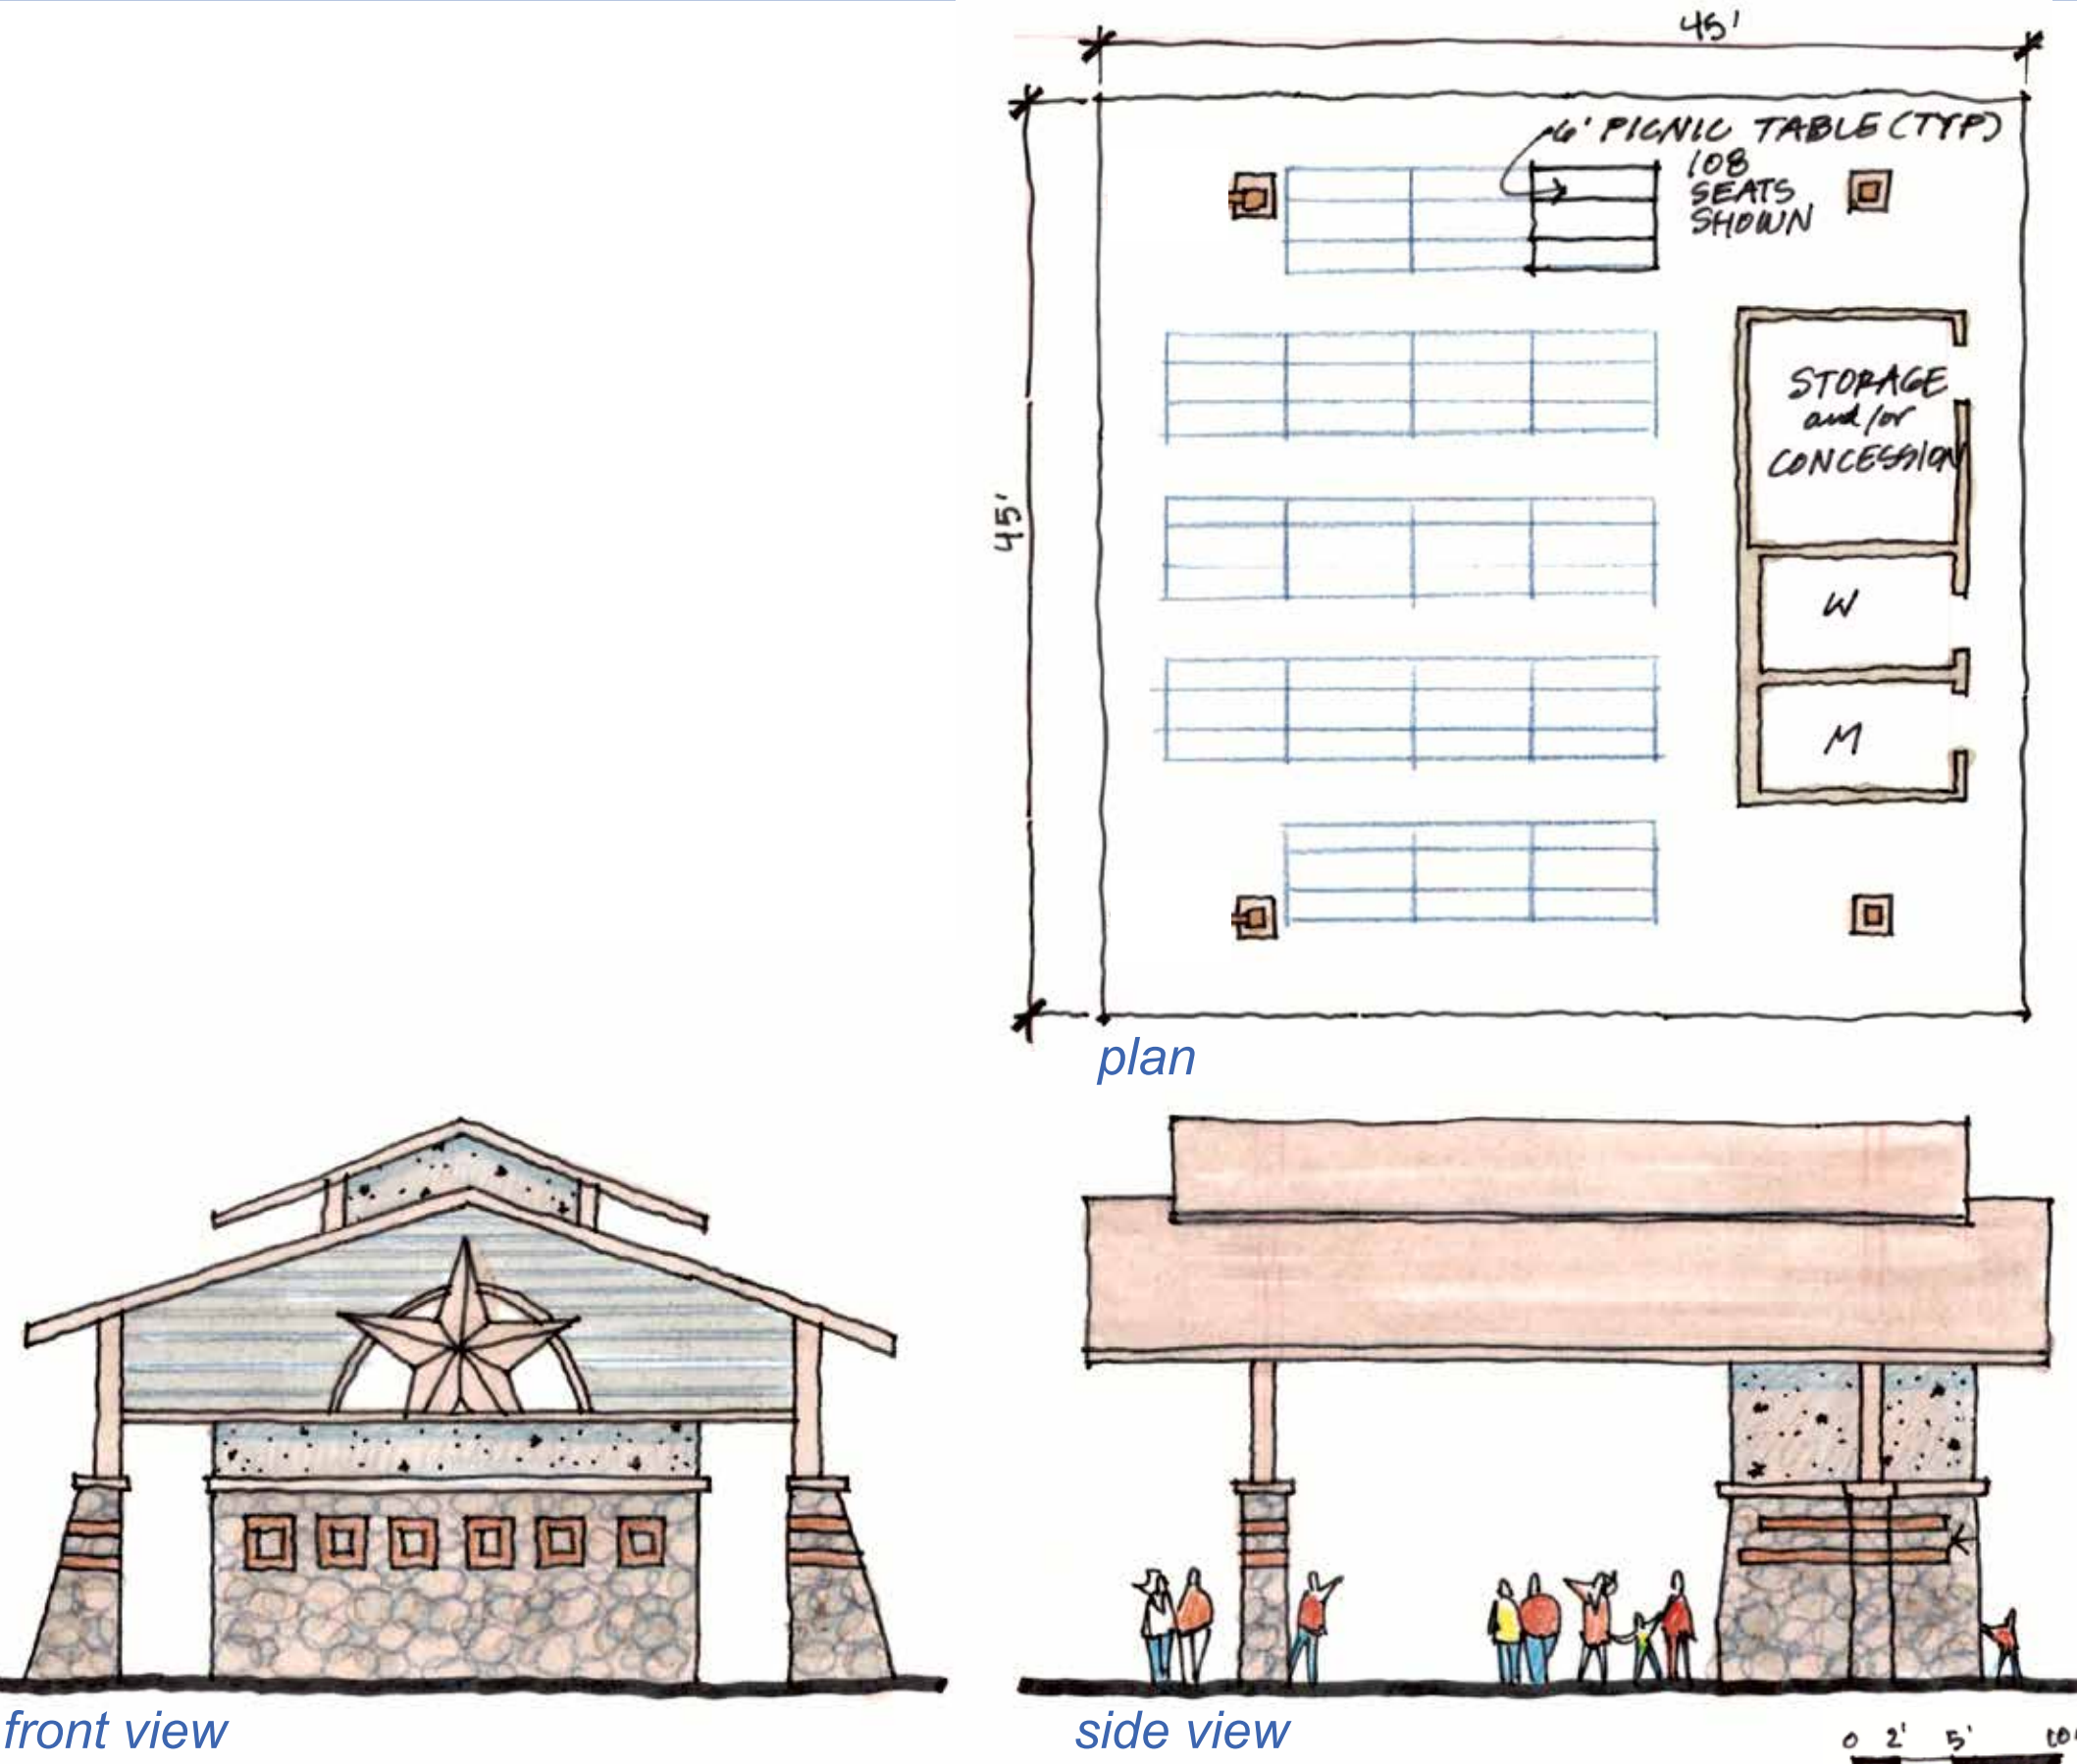 45'
6' PICNIC TABLE (TYP)
108
SEATS
SHOWN
STORAGE
and/or
CONCESSION
45'
W
M
plan
front view
side view
0 2' 5' 10'